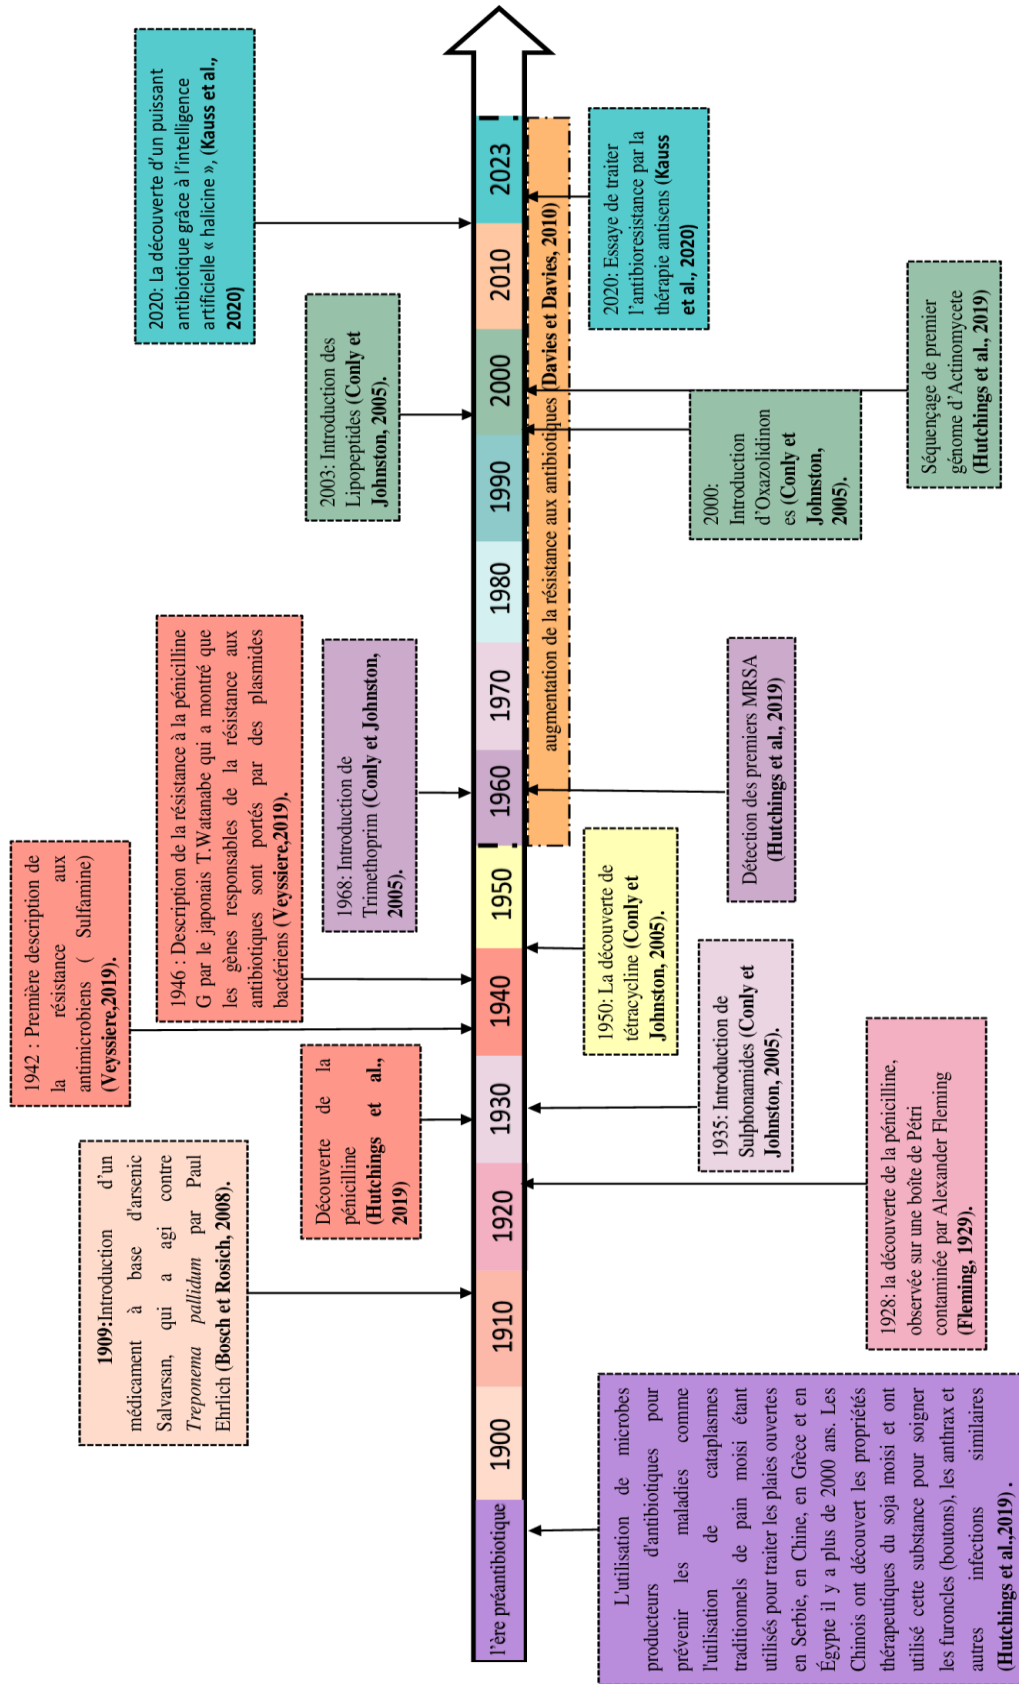 1909:Introduction d'un
médicament à base d'arsenic
Salvarsan, qui a agi contre
Treponema pallidum par Paul
Ehrlich (Bosch et Rosich, 2008).
Découverte de la
pénicilline
(Hutchings et al.,
2019)
1942 : Première description de
la résistance aux
antimicrobiens ( Sulfamine)
(Veyssiere,2019).
1946 : Description de la résistance à la pénicilline
G par le japonais T.Watanabe qui a montré que
les gènes responsables de la résistance aux
antibiotiques sont portés par des plasmides
bactériens (Veyssiere,2019).
1968: Introduction de
Trimethoprim (Conly et Johnston,
2005).
2003: Introduction des
Lipopeptides (Conly et
Johnston, 2005).
2020: La découverte d'un puissant
antibiotique grâce à l'intelligence
artificielle « halicine », (Kauss et al.,
2020)
l'ère préantibiotique
1900
1910
1920
1930
1940
1950
1960
1970
1980
1990
2000
2010
2023
augmentation de la résistance aux antibiotiques (Davies et Davies, 2010)
L'utilisation de microbes
producteurs d'antibiotiques pour
prévenir les maladies comme
l'utilisation de cataplasmes
traditionnels de pain moisi étant
utilisés pour traiter les plaies ouvertes
en Serbie, en Chine, en Grèce et en
Égypte il y a plus de 2000 ans. Les
Chinois ont découvert les propriétés
thérapeutiques du soja moisi et ont
utilisé cette substance pour soigner
les furoncles (boutons), les anthrax et
autres infections similaires
(Hutchings et al.,2019) .
1928: la découverte de la pénicilline,
observée sur une boîte de Pétri
contaminée par Alexander Fleming
(Fleming, 1929).
1935: Introduction de
Sulphonamides (Conly et
Johnston, 2005).
1950: La découverte de
tétracycline (Conly et
Johnston, 2005).
Détection des premiers MRSA
(Hutchings et al., 2019)
2000:
Introduction
d'Oxazolidinon
es (Conly et
Johnston,
2005).
Séquençage de premier
génome d'Actinomycete
(Hutchings et al., 2019)
2020: Essaye de traiter
l'antibioresistance par la
thérapie antisens (Kauss
et al., 2020)